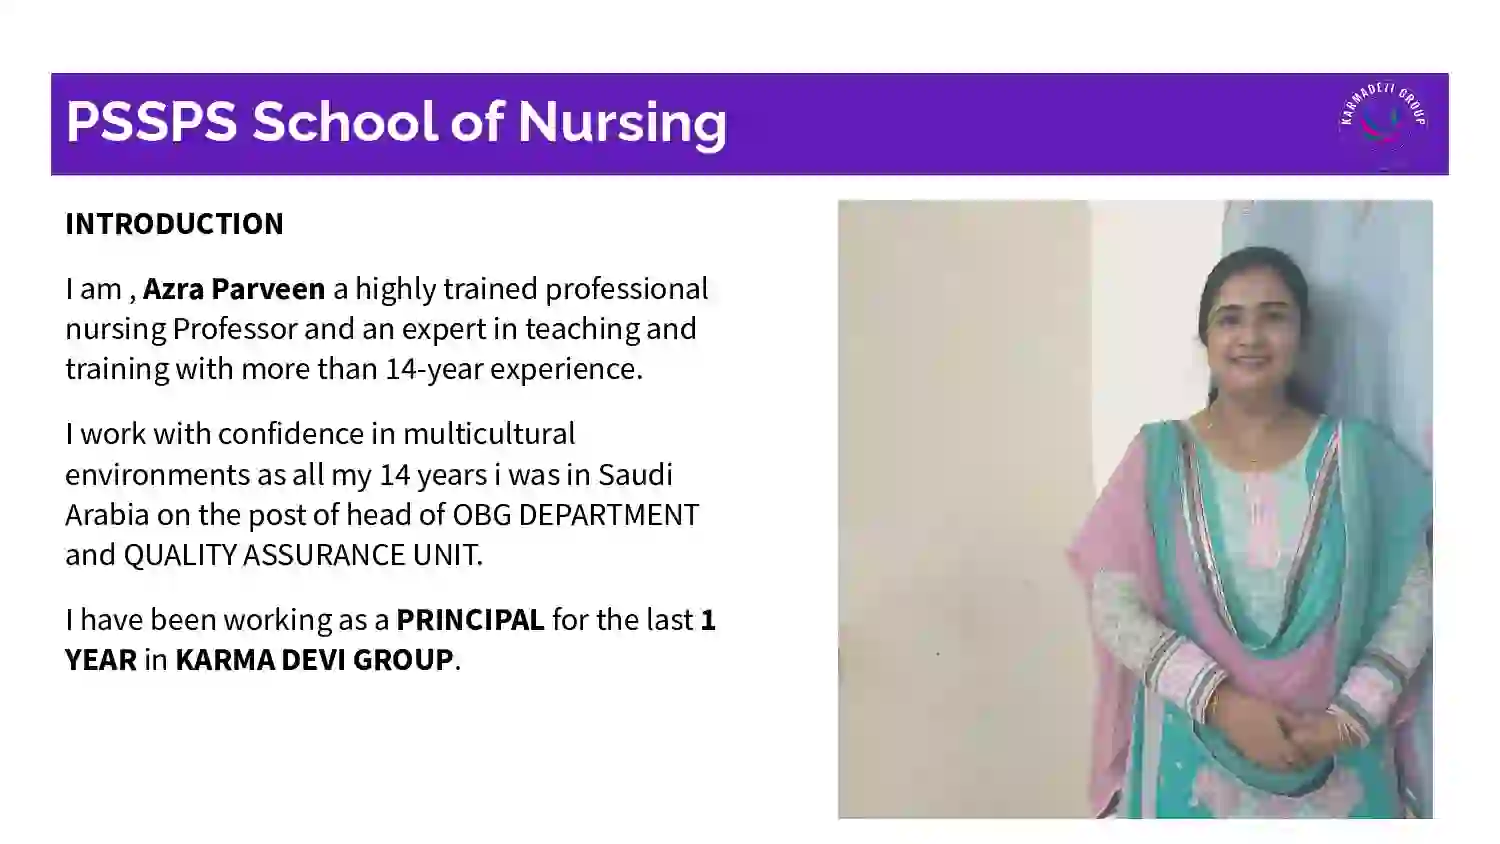 PSSPS School of Nursing
KARMADEVI GROUP
INTRODUCTION
I am , Azra Parveen a highly trained professional
nursing Professor and an expert in teaching and
training with more than 14-year experience.
I work with confidence in multicultural
environments as all my 14 years i was in Saudi
Arabia on the post of head of OBG DEPARTMENT
and QUALITY ASSURANCE UNIT.
I have been working as a PRINCIPAL for the last 1
YEAR in KARMA DEVI GROUP.